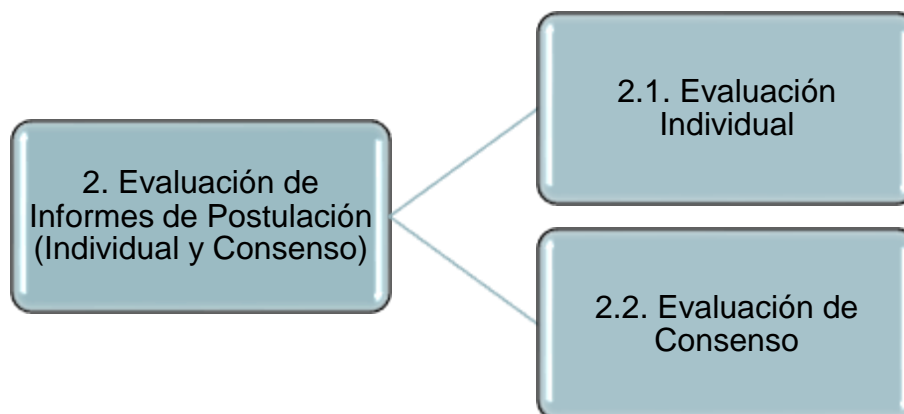 2. Evaluación de
Informes de Postulación
(Individual y Consenso)
2.1. Evaluación
Individual
2.2. Evaluación de
Consenso